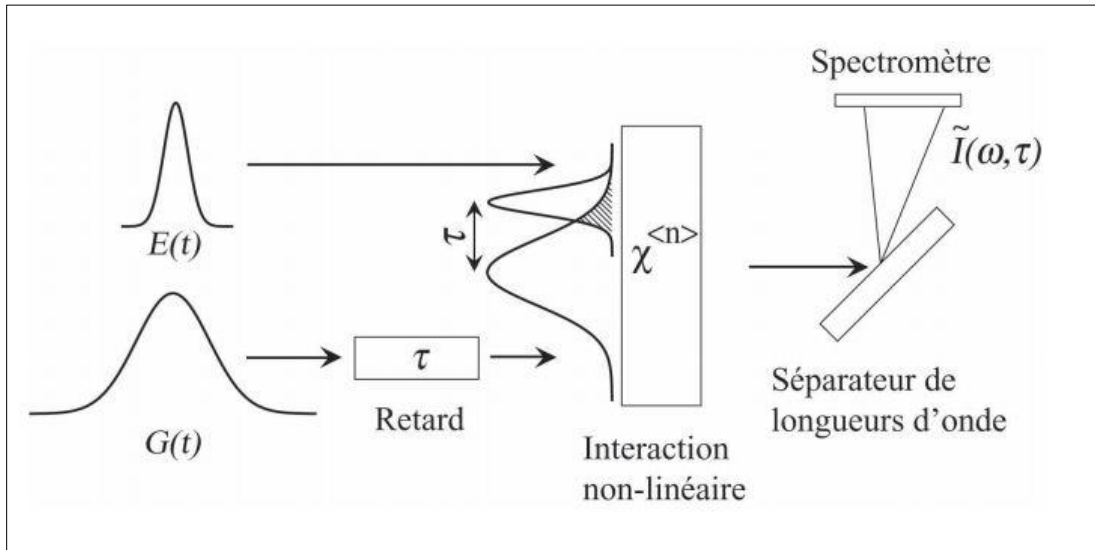 Spectromètre
Ĩ(ω,τ)
E(t)
τ
χ<n>
G(t)
τ
Retard
Interaction
non-linéaire
Séparateur de
longueurs d’onde